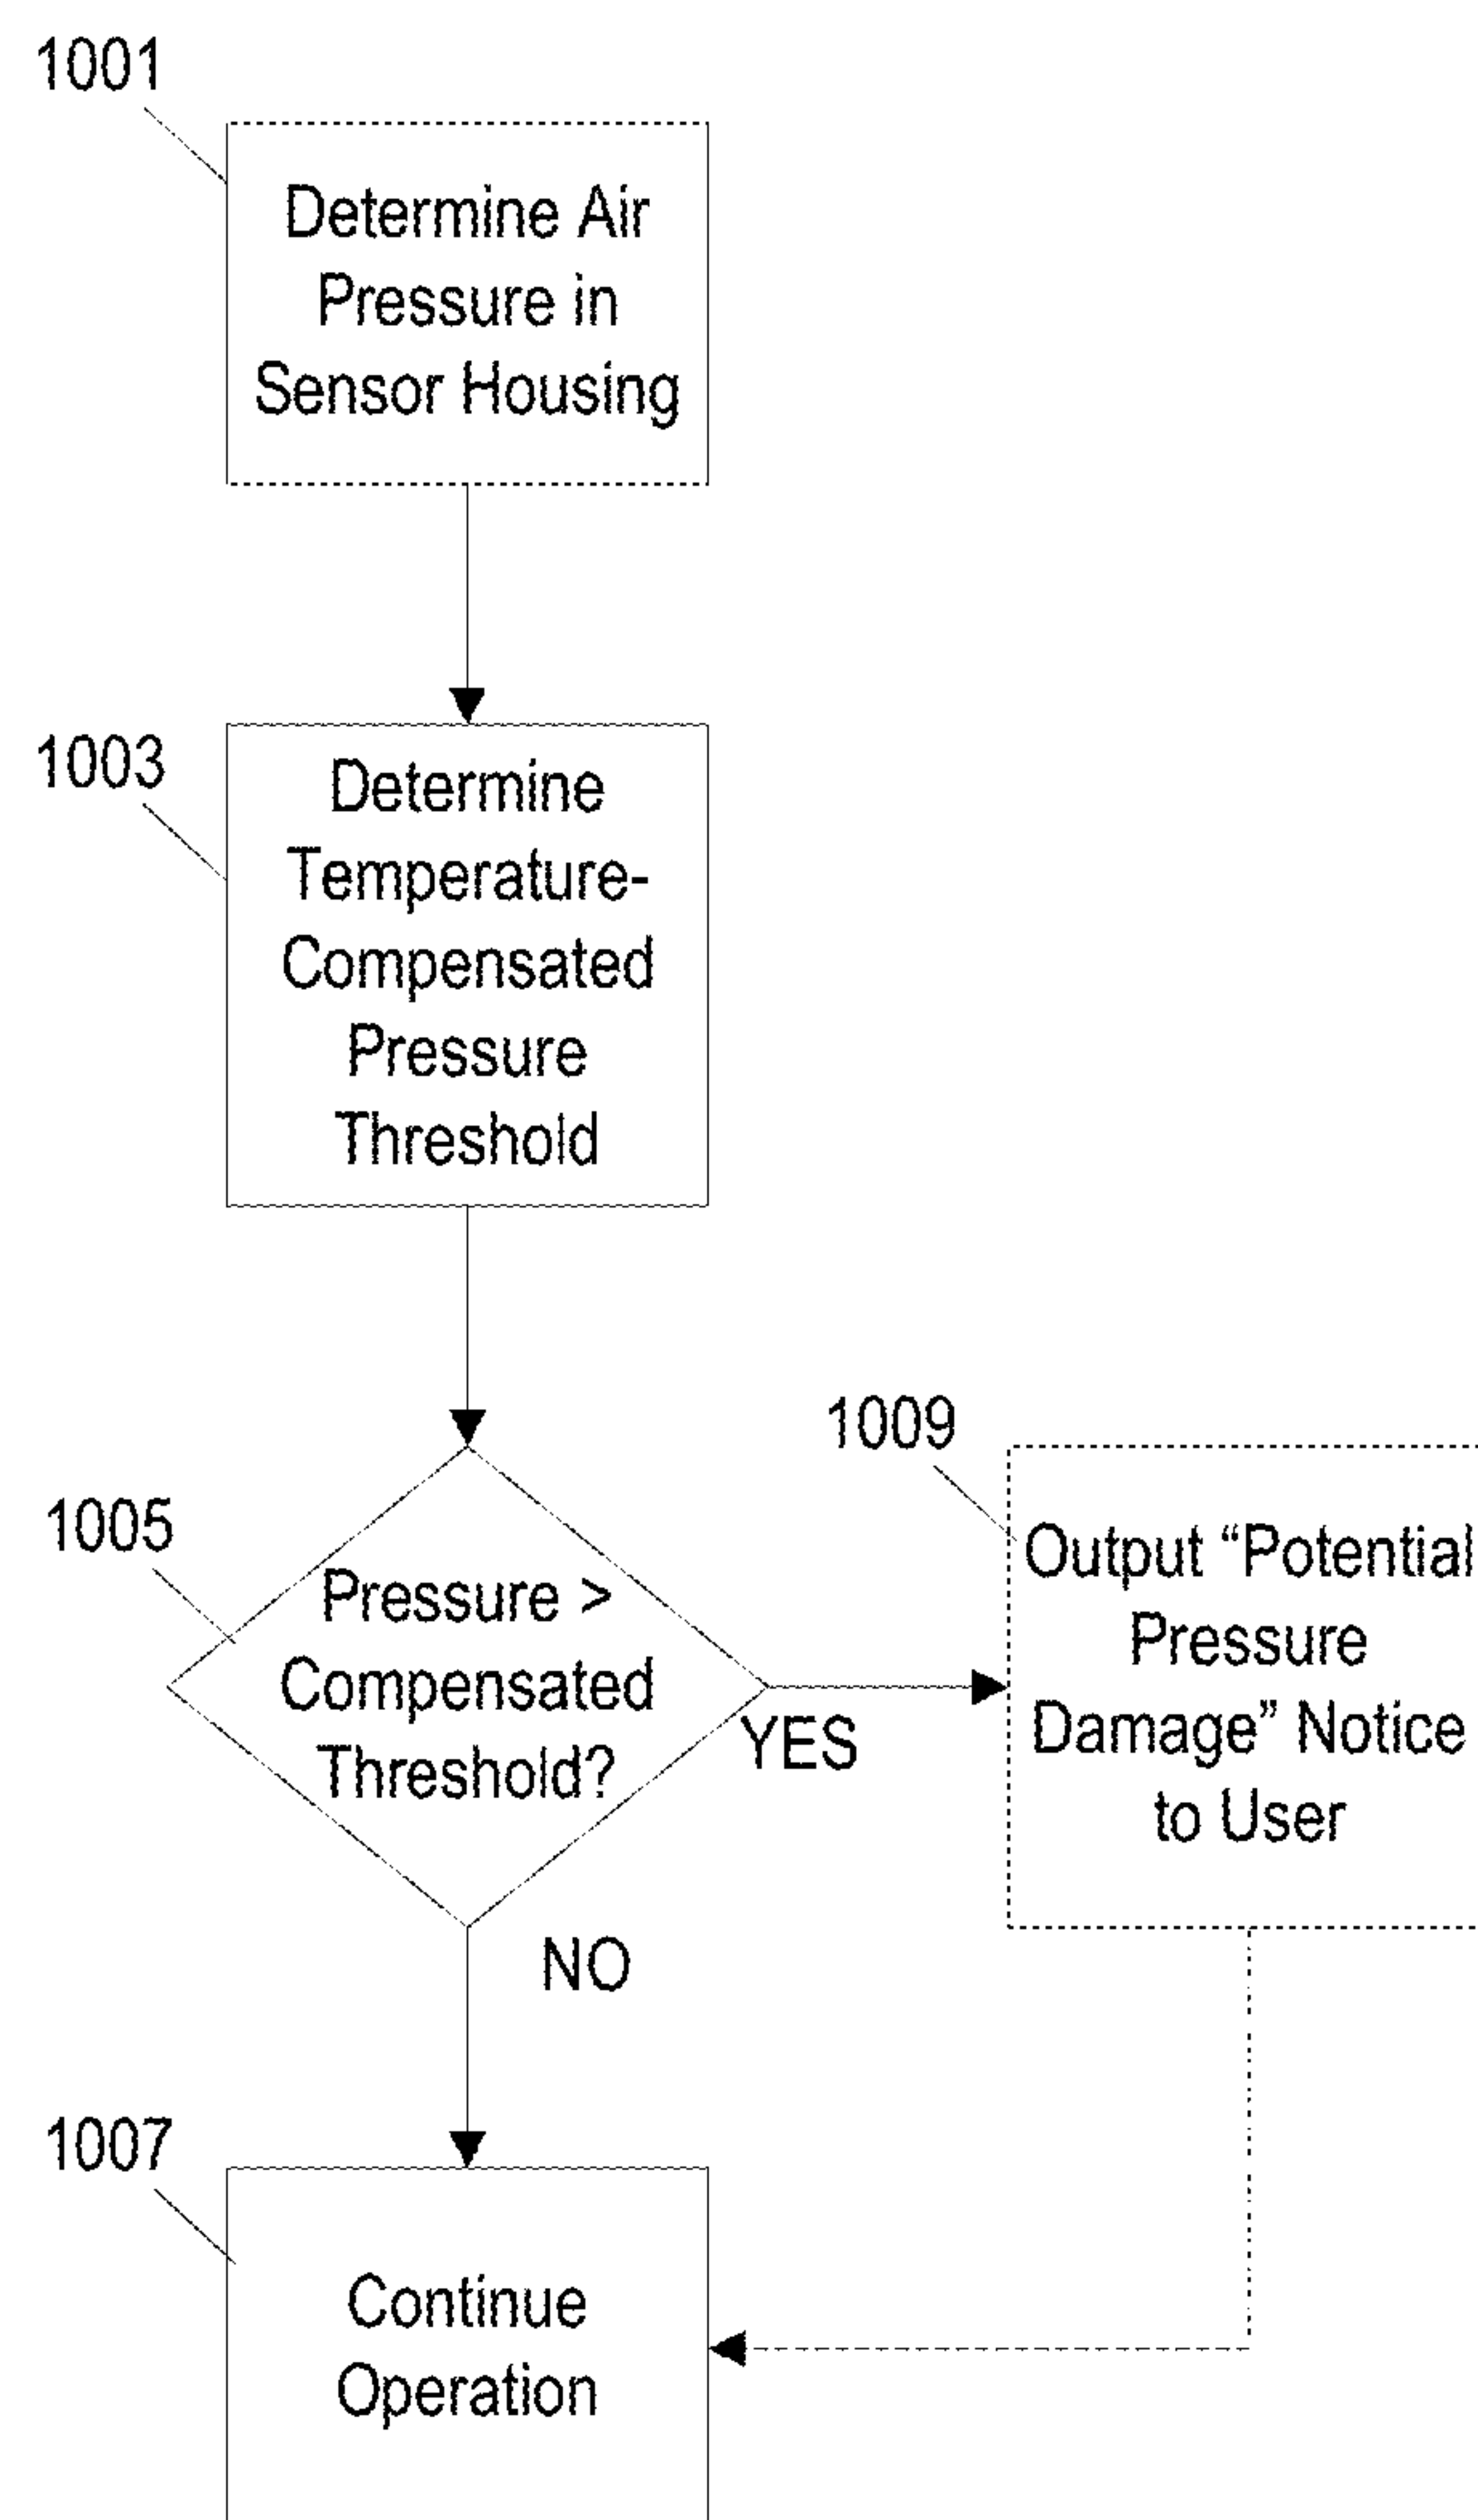 1001
Determine Air
Pressure in
Sensor Housing
1003
Determine
Temperature-
Compensated
Pressure
Threshold
1005
Pressure >
Compensated
Threshold?
YES
1009
Output “Potential
Pressure
Damage” Notice
to User
NO
1007
Continue
Operation